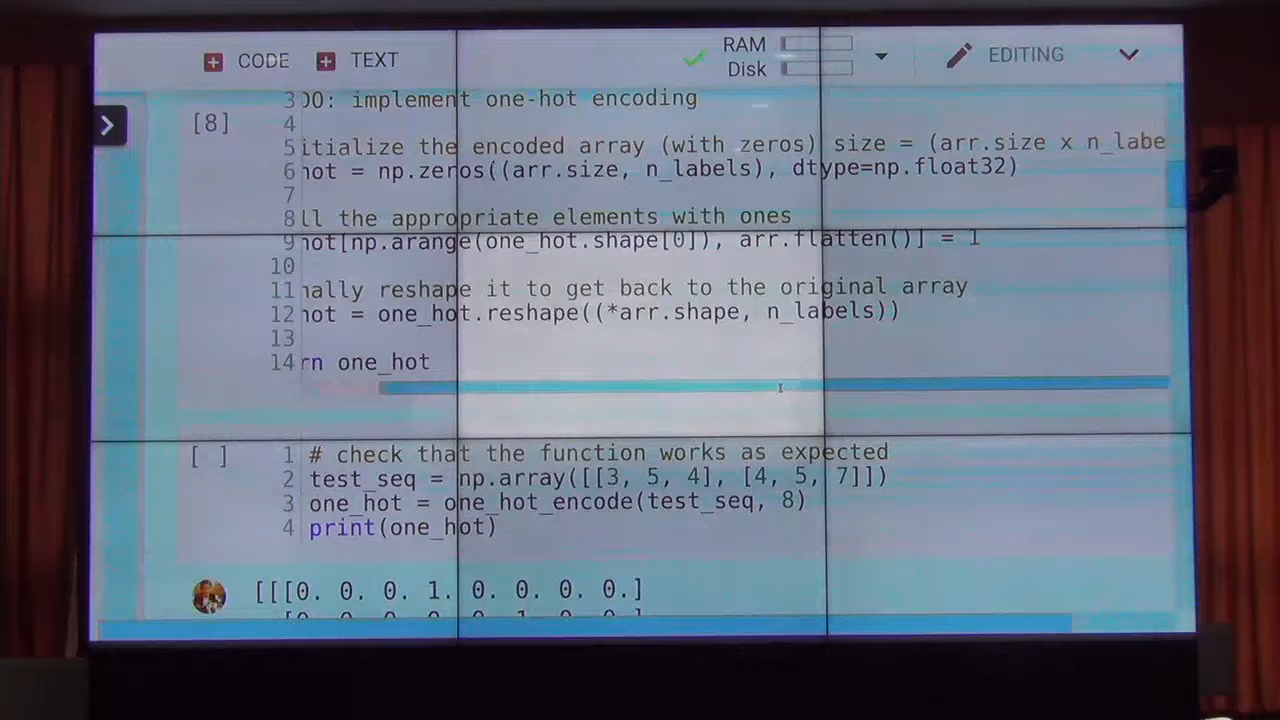 CODE TEXT RAM Disk EDITING
[8]
3 DO: implement one-hot encoding
4
5 itialize the encoded array (with zeros) size = (arr.size x n_labe
6 hot = np.zeros((arr.size, n_labels), dtype=np.float32)
7
8 ll the appropriate elements with ones
9 hot[np.arange(one_hot.shape[0]), arr.flatten()] = 1
10
11 nally reshape it to get back to the original array
12 hot = one_hot.reshape((*arr.shape, n_labels))
13
14 rn one_hot
[ ]
1 # check that the function works as expected
2 test_seq = np.array([[3, 5, 4], [4, 5, 7]])
3 one_hot = one_hot_encode(test_seq, 8)
4 print(one_hot)
[[[0. 0. 0. 1. 0. 0. 0. 0.]